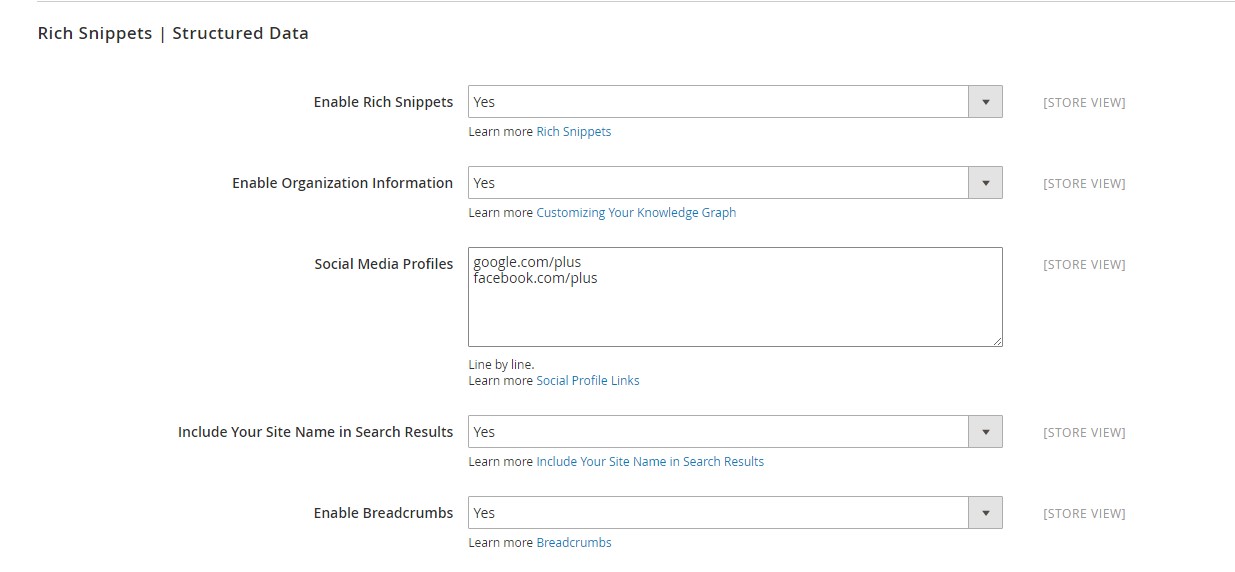 Rich Snippets | Structured Data
Enable Rich Snippets Yes [STORE VIEW]
Learn more Rich Snippets
Enable Organization Information Yes [STORE VIEW]
Learn more Customizing Your Knowledge Graph
Social Media Profiles google.com/plus [STORE VIEW]
facebook.com/plus
Line by line.
Learn more Social Profile Links
Include Your Site Name in Search Results Yes [STORE VIEW]
Learn more Include Your Site Name in Search Results
Enable Breadcrumbs Yes [STORE VIEW]
Learn more Breadcrumbs